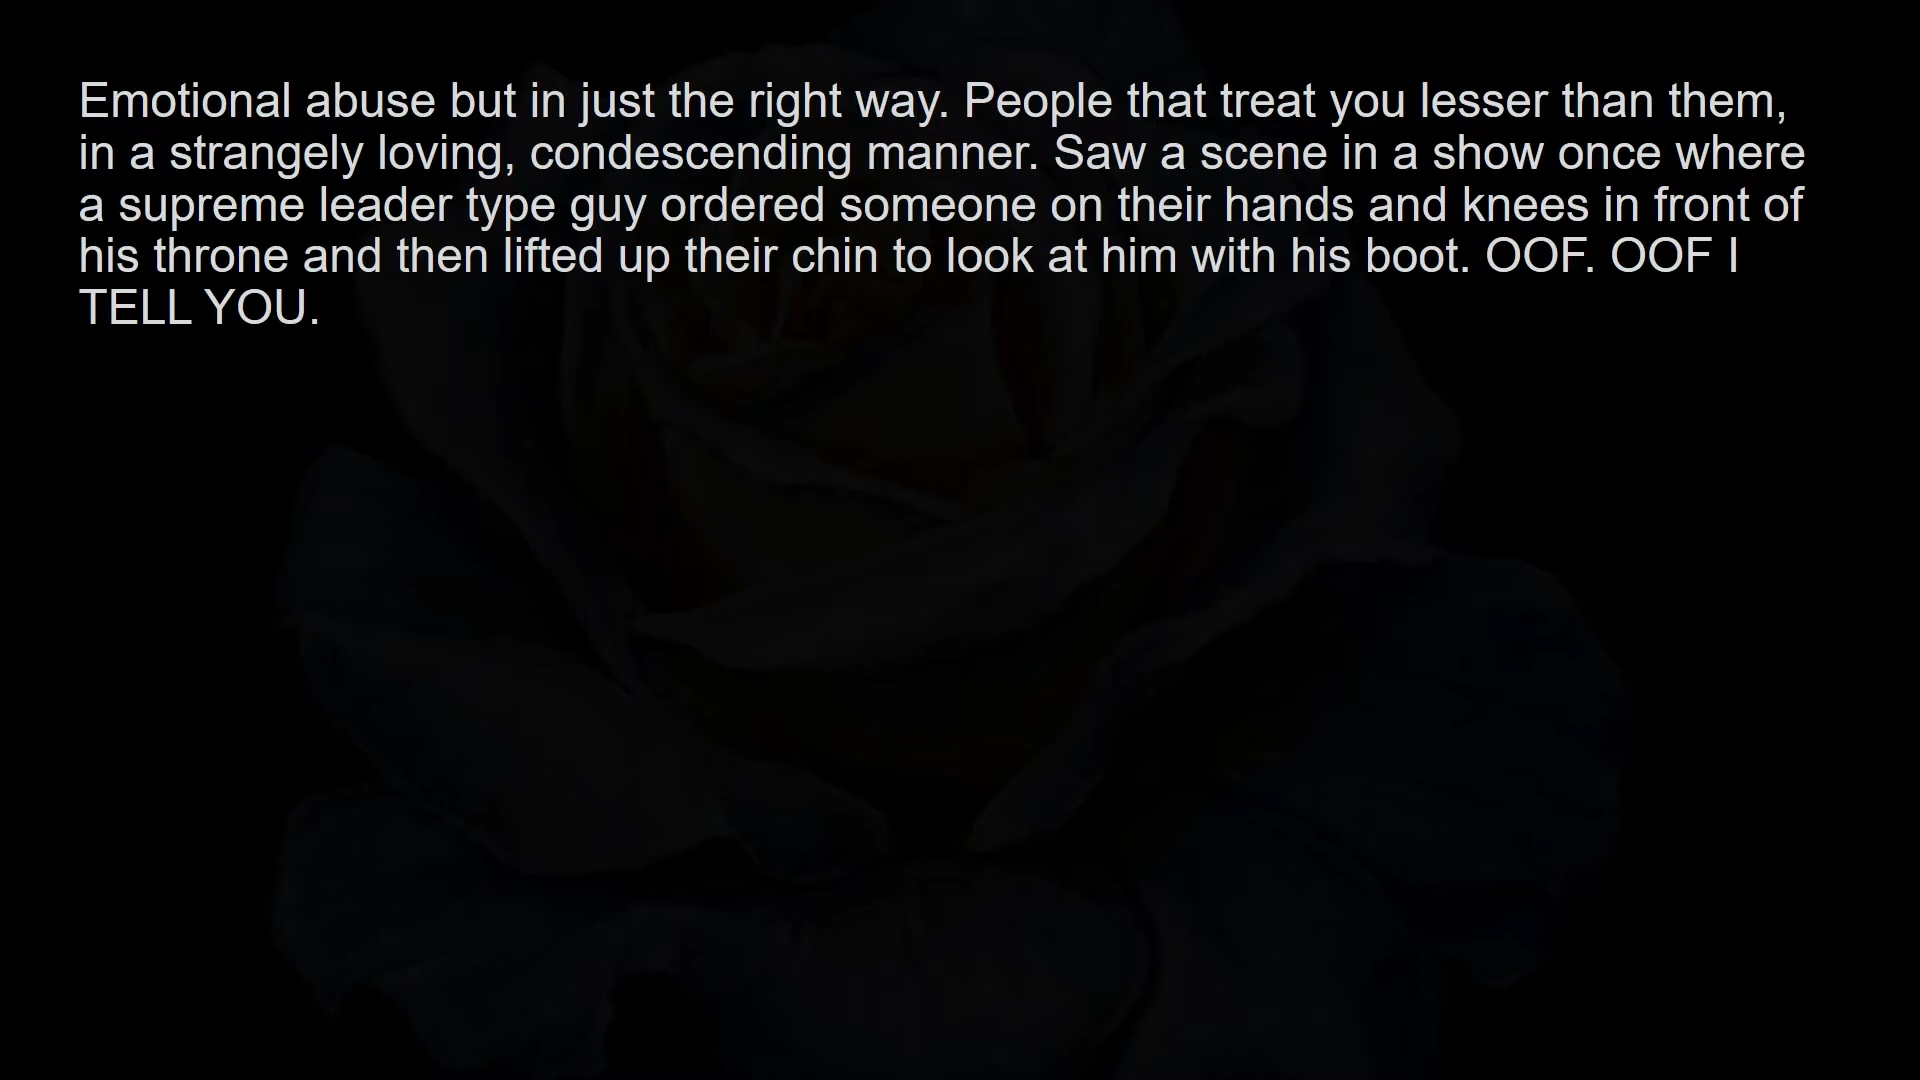 Emotional abuse but in just the right way. People that treat you lesser than them,
in a strangely loving, condescending manner. Saw a scene in a show once where
a supreme leader type guy ordered someone on their hands and knees in front of
his throne and then lifted up their chin to look at him with his boot. OOF. OOF I
TELL YOU.